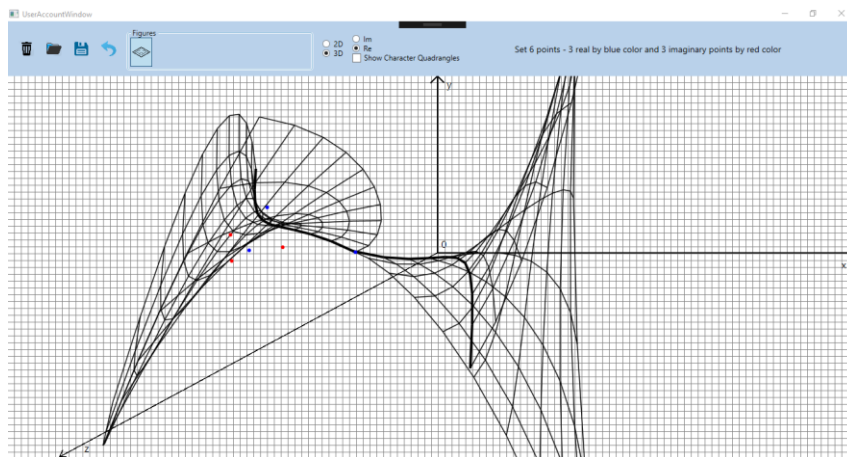 UserAccountWindow
Figures
2D
3D
Im
Re
Show Character Quadrangles
Set 6 points - 3 real by blue color and 3 imaginary points by red color
y
0
x
z